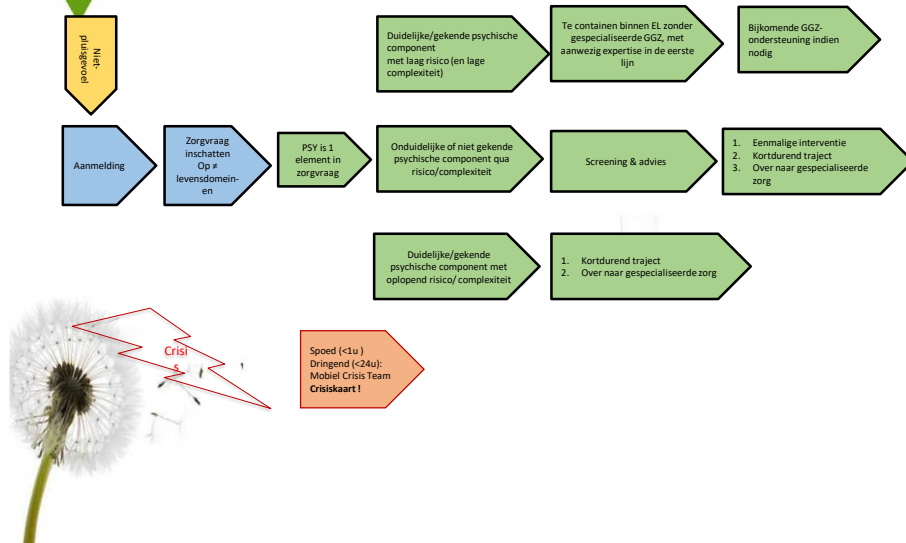 Niet-
pluisgevoel
Duidelijke/gekende psychische
component
met laag risico (en lage
complexiteit)
Te containen binnen EL zonder
gespecialiseerde GGZ, met
aanwezig expertise in de eerste
lijn
Bijkomende GGZ-
ondersteuning indien
nodig
Aanmelding
Zorgvraag
inschatten
Op ≠
levensdomein-
en
PSY is 1
element in
zorgvraag
Onduidelijke of niet gekende
psychische component qua
risico/complexiteit
Screening & advies
1. Eenmalige interventie
2. Kortdurend traject
3. Over naar gespecialiseerde
zorg
Duidelijke/gekende
psychische component met
oplopend risico/ complexiteit
1. Kortdurend traject
2. Over naar gespecialiseerde zorg
Crisi
s
Spoed (<1u )
Dringend (<24u):
Mobiel Crisis Team
Crisiskaart !